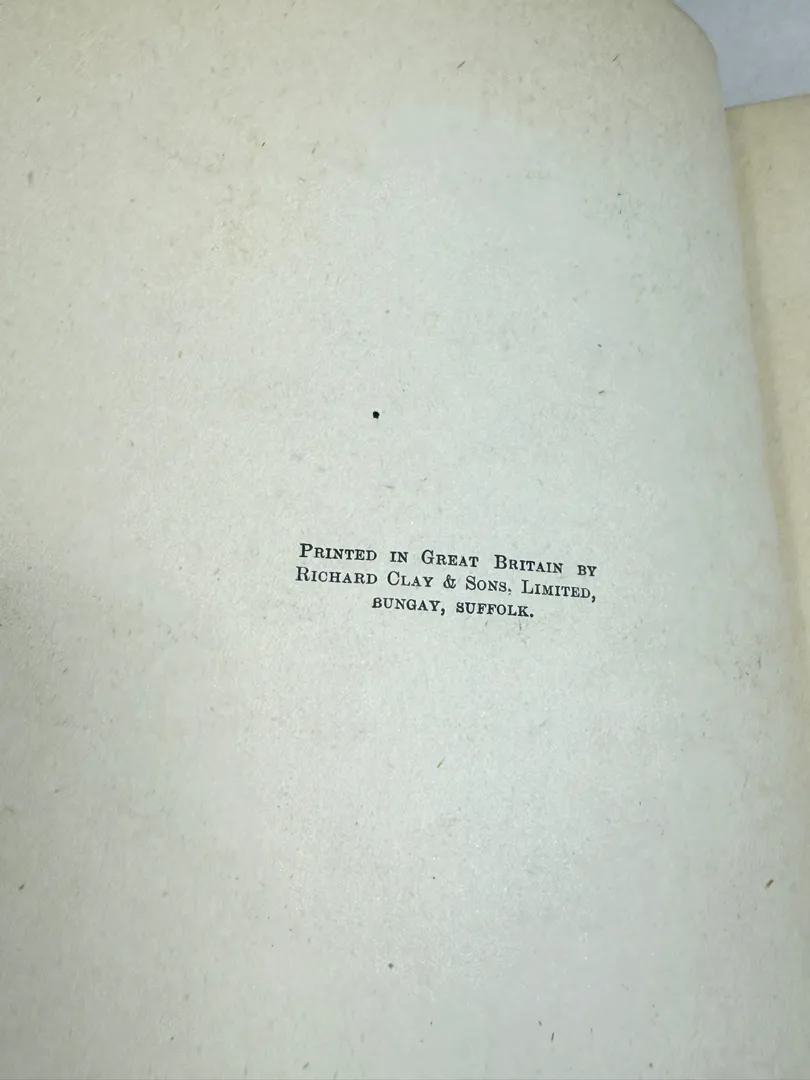 Printed in Great Britain by
Richard Clay & Sons, Limited,
BUNGAY, SUFFOLK.